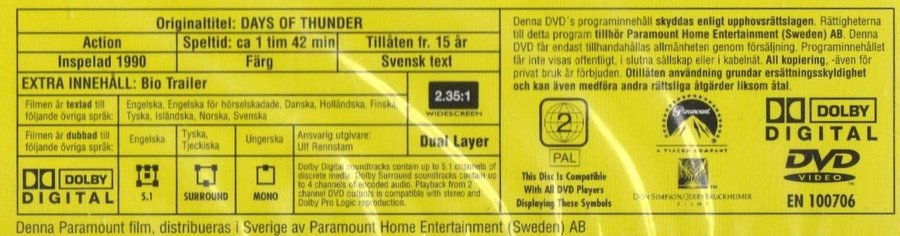 Originaltitel: DAYS OF THUNDER
Action
Speltid: ca 1 tim 42 min
Tillåten fr. 15 år
Inspelad 1990
Färg
Svensk text
EXTRA INNEHÅLL: Bio Trailer
Filmen är textad till
följande övriga språk:
Engelska, Engelska för hörselskadade, Danska, Holländska, Finska,
Tyska, Isländska, Norska, Svenska
2.35:1
WIDESCREEN
Filmen är dubbad till
följande övriga språk:
Engelska
Tyska,
Tjeckiska
Ungerska
Ansvarig utgivare:
Ulf Rennstam
Dual Layer
DOLBY
DIGITAL
5.1
SURROUND
MONO
Dolby Digital soundtracks contain up to 5.1 channels of
discrete media. Dolby Surround soundtracks contain up
to 4 channels of encoded audio. Playback from 2
channel DVD outputs is compatible with stereo and
Dolby Pro Logic reproduction.
Denna DVD´s programinnehåll skyddas enligt upphovsrättslagen. Rättigheterna
till detta program tillhör Paramount Home Entertainment (Sweden) AB. Denna
DVD får endast tillhandahållas allmänheten genom försäljning. Programinnehållet
får inte visas offentligt, i slutna sällskap eller i kabelnät. All kopiering, -även för
privat bruk är förbjuden. Otillåten användning grundar ersättningsskyldighet
och kan även medföra andra rättsliga åtgärder liksom åtal.
2
PAL
This Disc Is Compatible
With All DVD Players
Displaying These Symbols
Paramount
A VIACOM COMPANY
DON SIMPSON/JERRY BRUCKHEIMER
FILMS
DOLBY
DIGITAL
DVD
VIDEO
EN 100706
Denna Paramount film, distribueras i Sverige av Paramount Home Entertainment (Sweden) AB